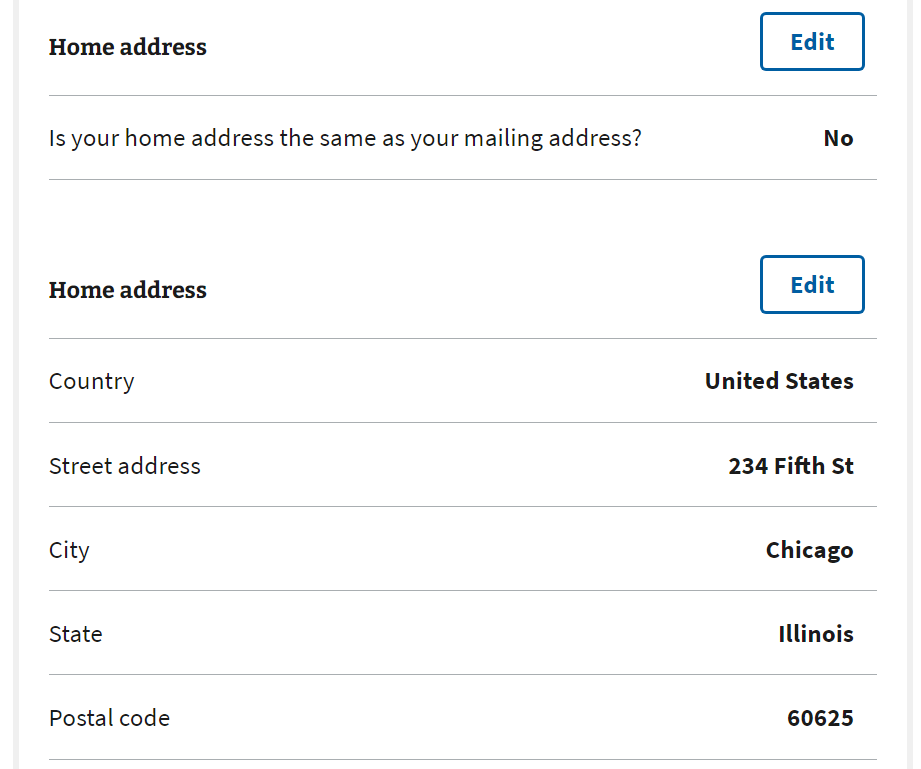 Home address
Edit
Is your home address the same as your mailing address?
No
Home address
Edit
Country
United States
Street address
234 Fifth St
City
Chicago
State
Illinois
Postal code
60625